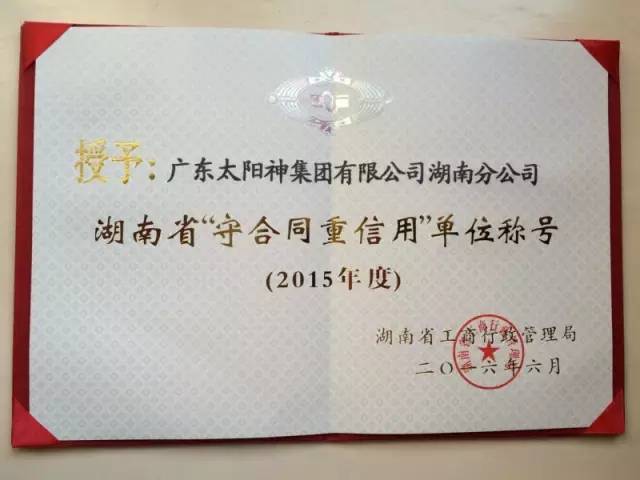 授予：广东太阳神集团有限公司湖南分公司
湖南省“守合同重信用”单位称号
(2015年度)
湖南省工商行政管理局
二〇一六年六月